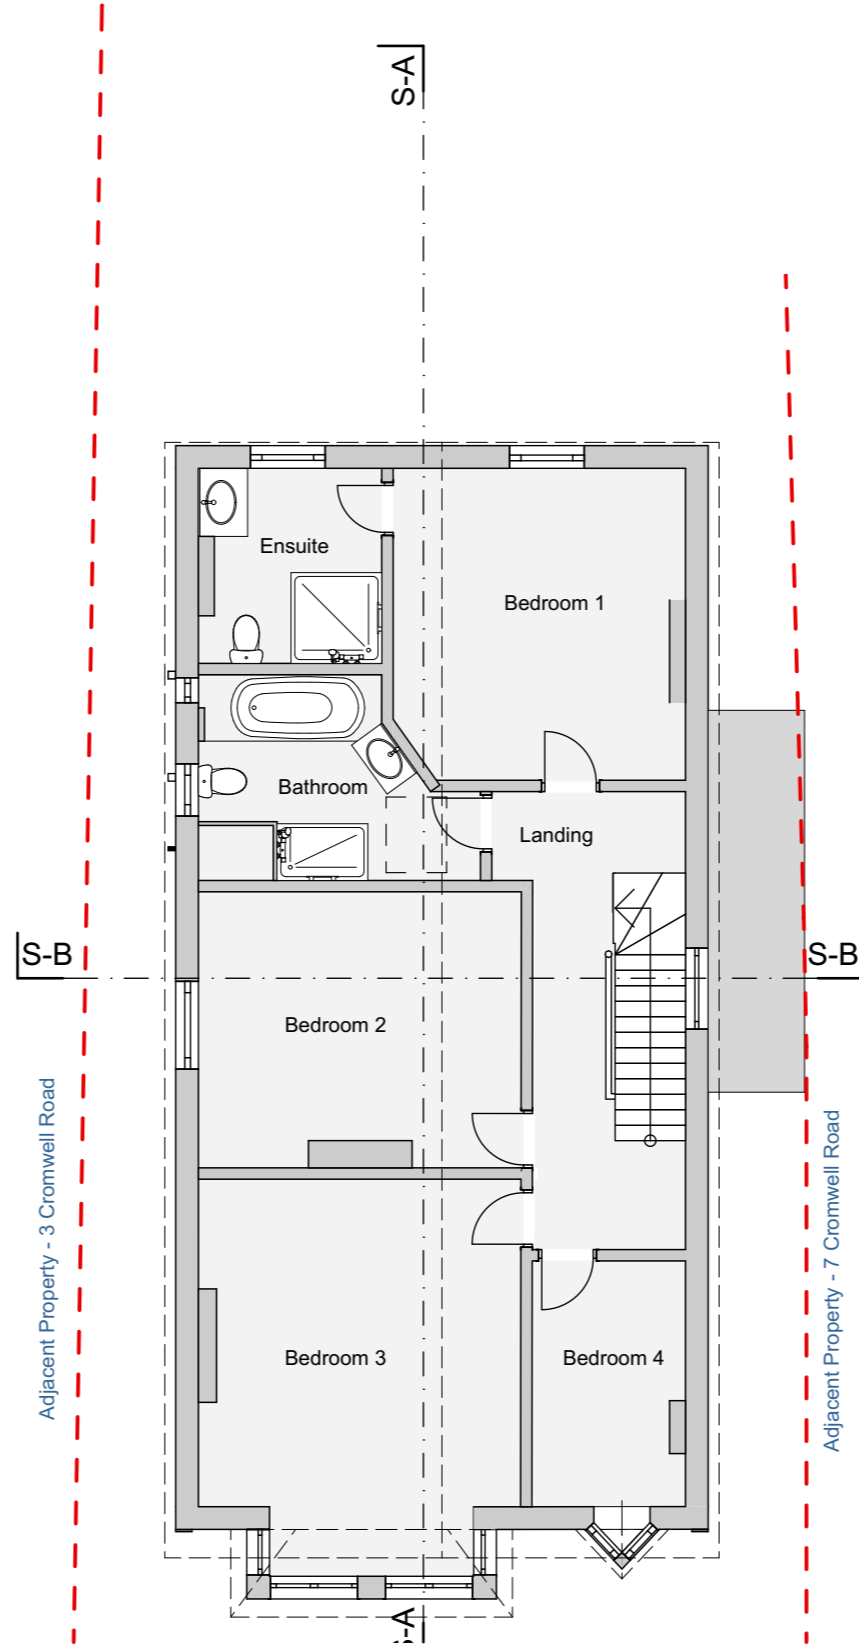 S-A
Ensuite
Bedroom 1
Bathroom
Landing
S-B
S-B
Bedroom 2
Adjacent Property - 3 Cromwell Road
Adjacent Property - 7 Cromwell Road
Bedroom 3
Bedroom 4
S-A